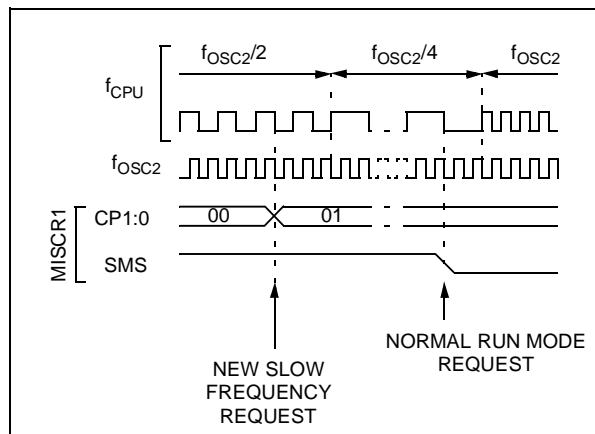 fOSC2/2 fOSC2/4 fOSC2
fCPU
fOSC2
MISCR1
CP1:0 00 01
SMS
NEW SLOW
FREQUENCY
REQUEST
NORMAL RUN MODE
REQUEST